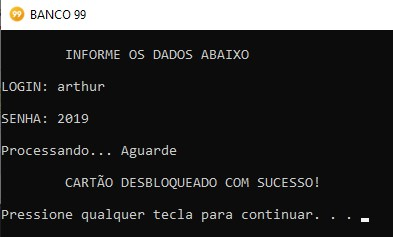 99 BANCO 99
INFORME OS DADOS ABAIXO
LOGIN: arthur
SENHA: 2019
Processando... Aguarde
CARTÃO DESBLOQUEADO COM SUCESSO!
Pressione qualquer tecla para continuar. . .